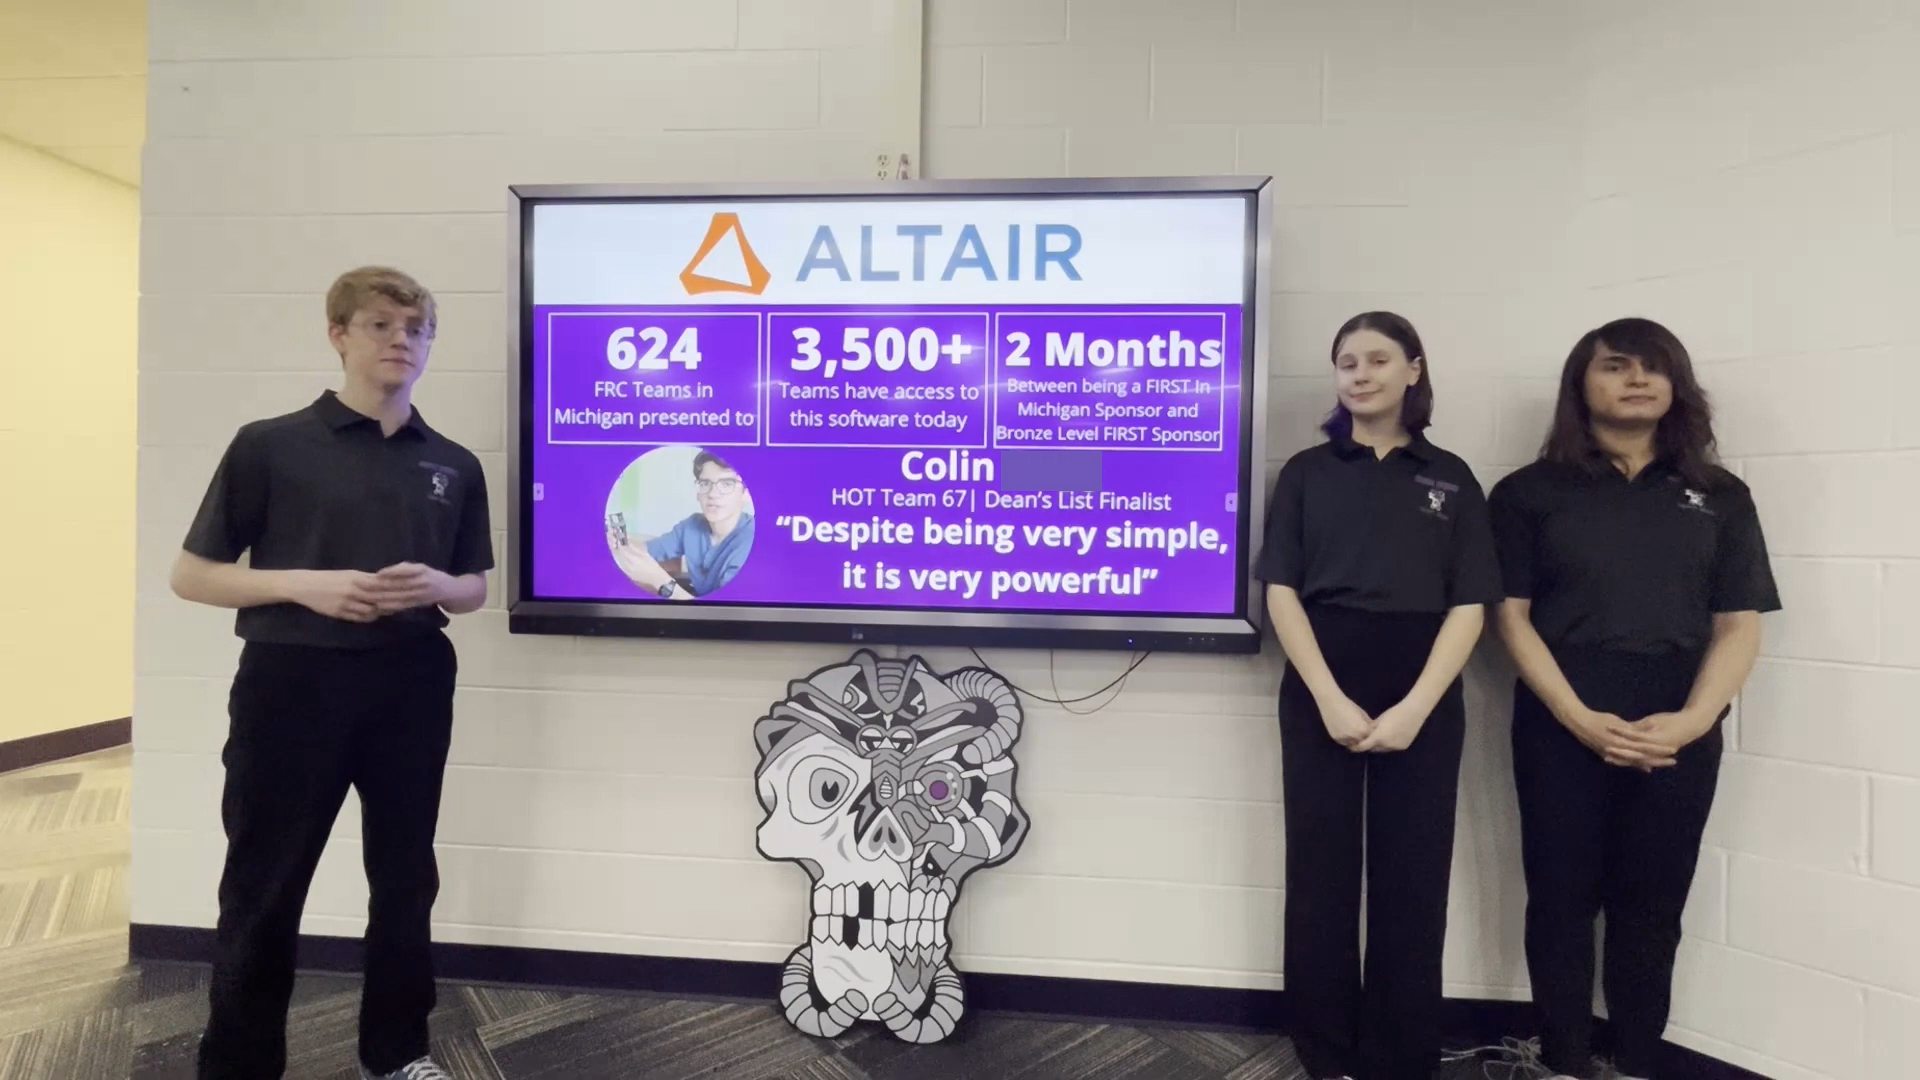 ALTAIR
624
FRC Teams in
Michigan presented to
3,500+
Teams have access to
this software today
2 Months
Between being a FIRST In
Michigan Sponsor and
Bronze Level FIRST Sponsor
Colin
HOT Team 67| Dean's List Finalist
“Despite being very simple,
it is very powerful”